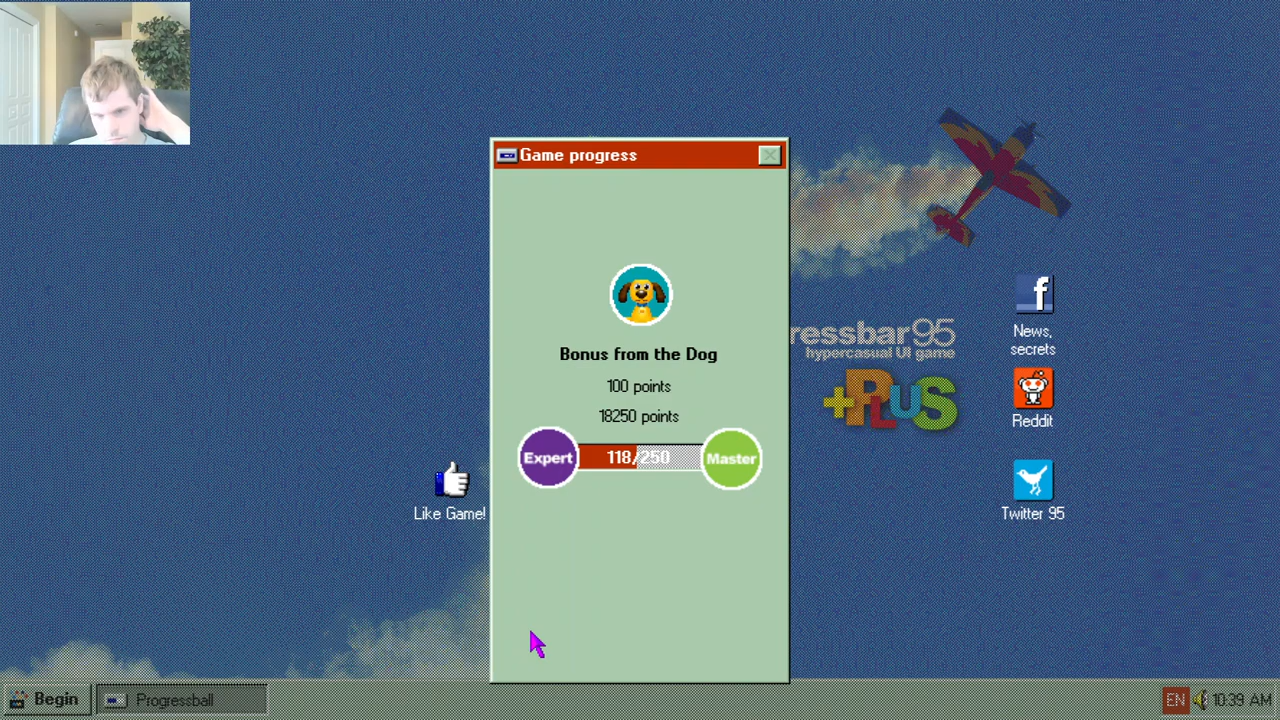 Game progress
Bonus from the Dog
100 points
18250 points
Expert
118/250
Master
ressbar95
hypercasual UI game
+PLUS
f
News,
secrets
Reddit
Twitter 95
Like Game!
Begin
Progressball
EN
10:39 AM